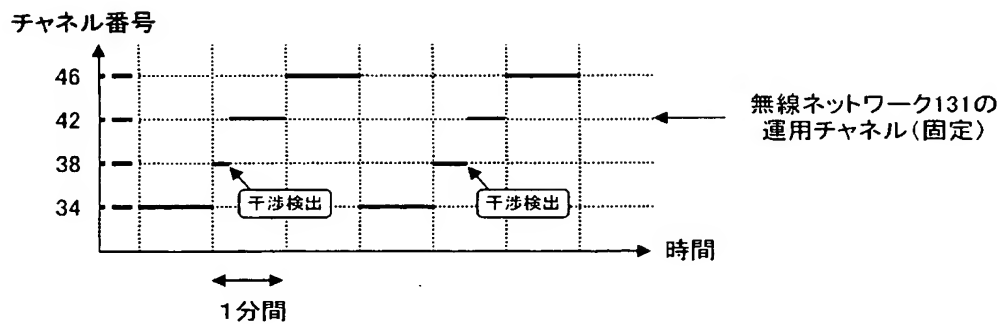 チャネル番号
46
42
38
34
干渉検出
干渉検出
無線ネットワーク131の
運用チャネル(固定)
時間
1分間